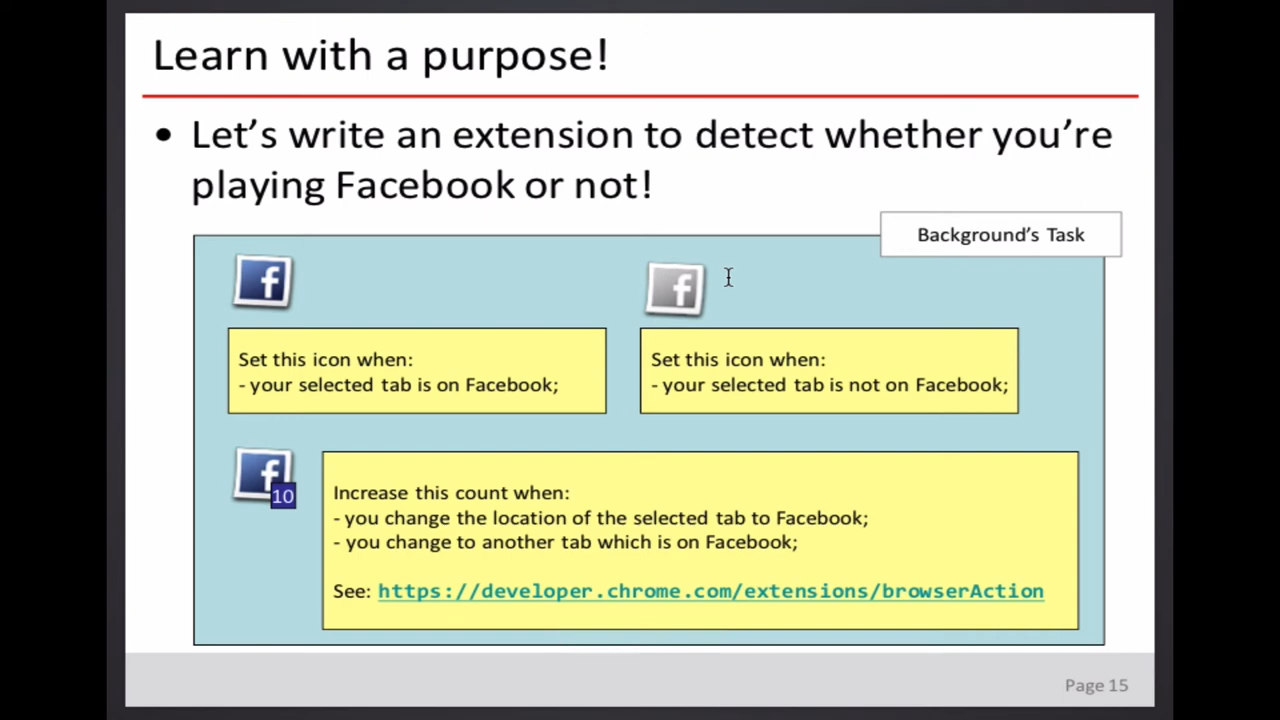 Learn with a purpose!
• Let's write an extension to detect whether you're
playing Facebook or not!
Background's Task
f
f
Set this icon when:
- your selected tab is on Facebook;
Set this icon when:
- your selected tab is not on Facebook;
f
10
Increase this count when:
- you change the location of the selected tab to Facebook;
- you change to another tab which is on Facebook;
See: https://developer.chrome.com/extensions/browserAction
Page 15